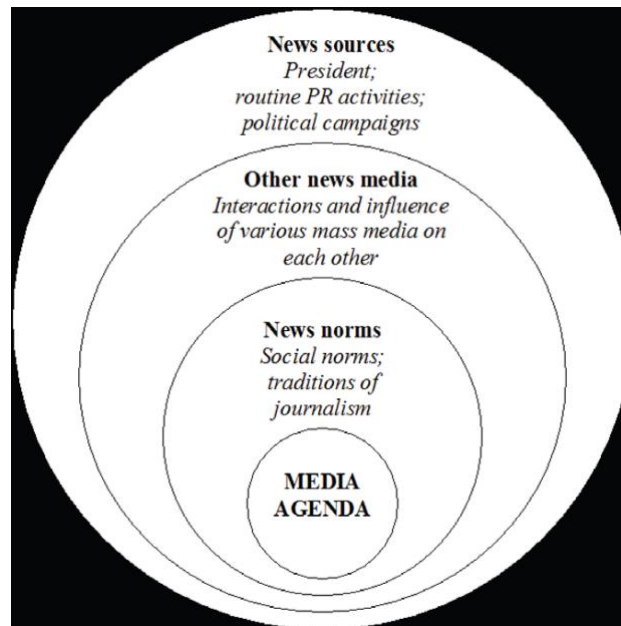 News sources
President;
routine PR activities;
political campaigns
Other news media
Interactions and influence
of various mass media on
each other
News norms
Social norms;
traditions of
journalism
MEDIA
AGENDA